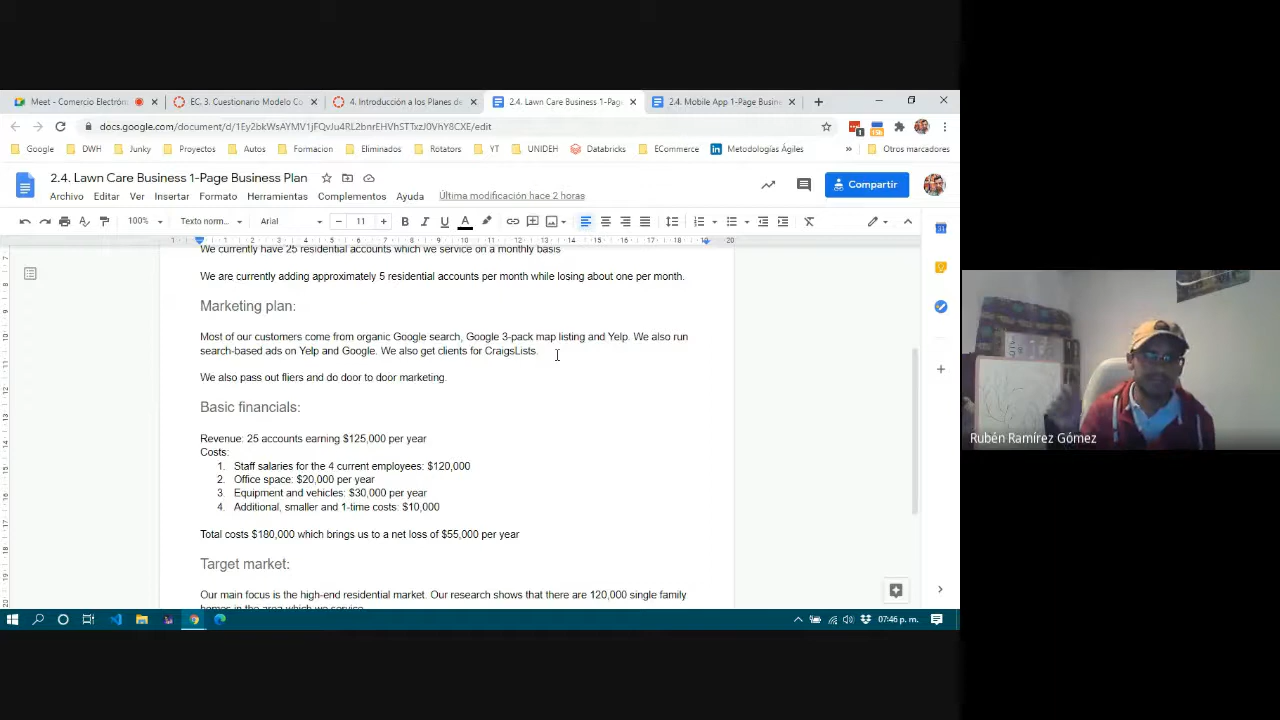 Meet - Comercio Electrón
EC. 3. Cuestionario Modelo Co
4. Introducción a los Planes de
2.4. Lawn Care Business 1-Page
2.4. Mobile App 1-Page Busine
docs.google.com/document/d/1Ey2bkWsAYMV1jFQvJu4RL2bnrEHVhSTTxzJ0VhY8CXE/edit
Google DWH Junky Proyectos Autos Formacion Eliminados Rotators YT UNIDEH Databricks ECommerce Metodologías Ágiles » Otros marcadores
2.4. Lawn Care Business 1-Page Business Plan
Compartir
Archivo Editar Ver Insertar Formato Herramientas Complementos Ayuda Última modificación hace 2 horas
100% Texto norm... Arial 11 B I U A
We currently have 25 residential accounts which we service on a monthly basis
We are currently adding approximately 5 residential accounts per month while losing about one per month.
Marketing plan:
Most of our customers come from organic Google search, Google 3-pack map listing and Yelp. We also run
search-based ads on Yelp and Google. We also get clients for CraigsLists.
We also pass out fliers and do door to door marketing.
Basic financials:
Revenue: 25 accounts earning $125,000 per year
Costs:
1. Staff salaries for the 4 current employees: $120,000
2. Office space: $20,000 per year
3. Equipment and vehicles: $30,000 per year
4. Additional, smaller and 1-time costs: $10,000
Total costs $180,000 which brings us to a net loss of $55,000 per year
Target market:
Our main focus is the high-end residential market. Our research shows that there are 120,000 single family
homes in the area which we service
Rubén Ramírez Gómez
07:46 p. m.